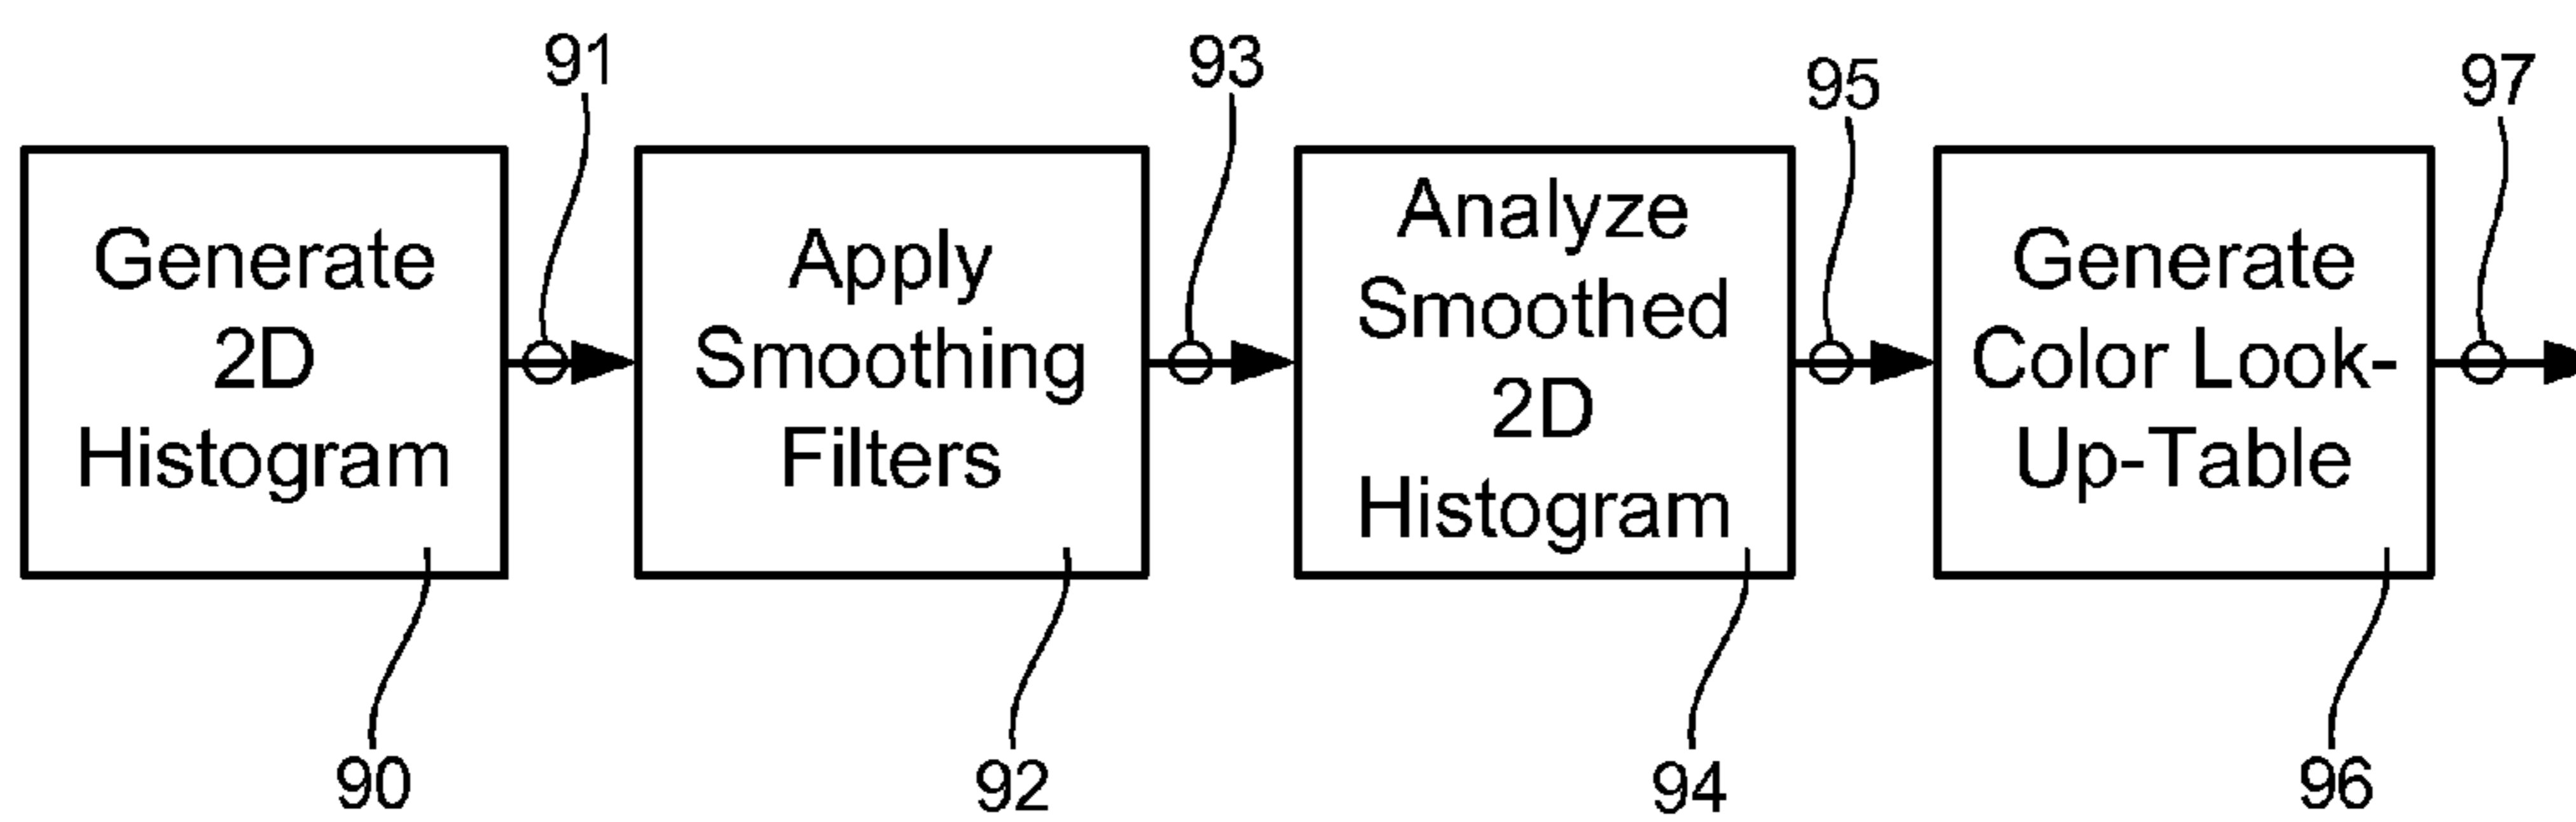 91
93
95
97
Generate
2D
Histogram
Apply
Smoothing
Filters
Analyze
Smoothed
2D
Histogram
Generate
Color Look-
Up-Table
90
92
94
96